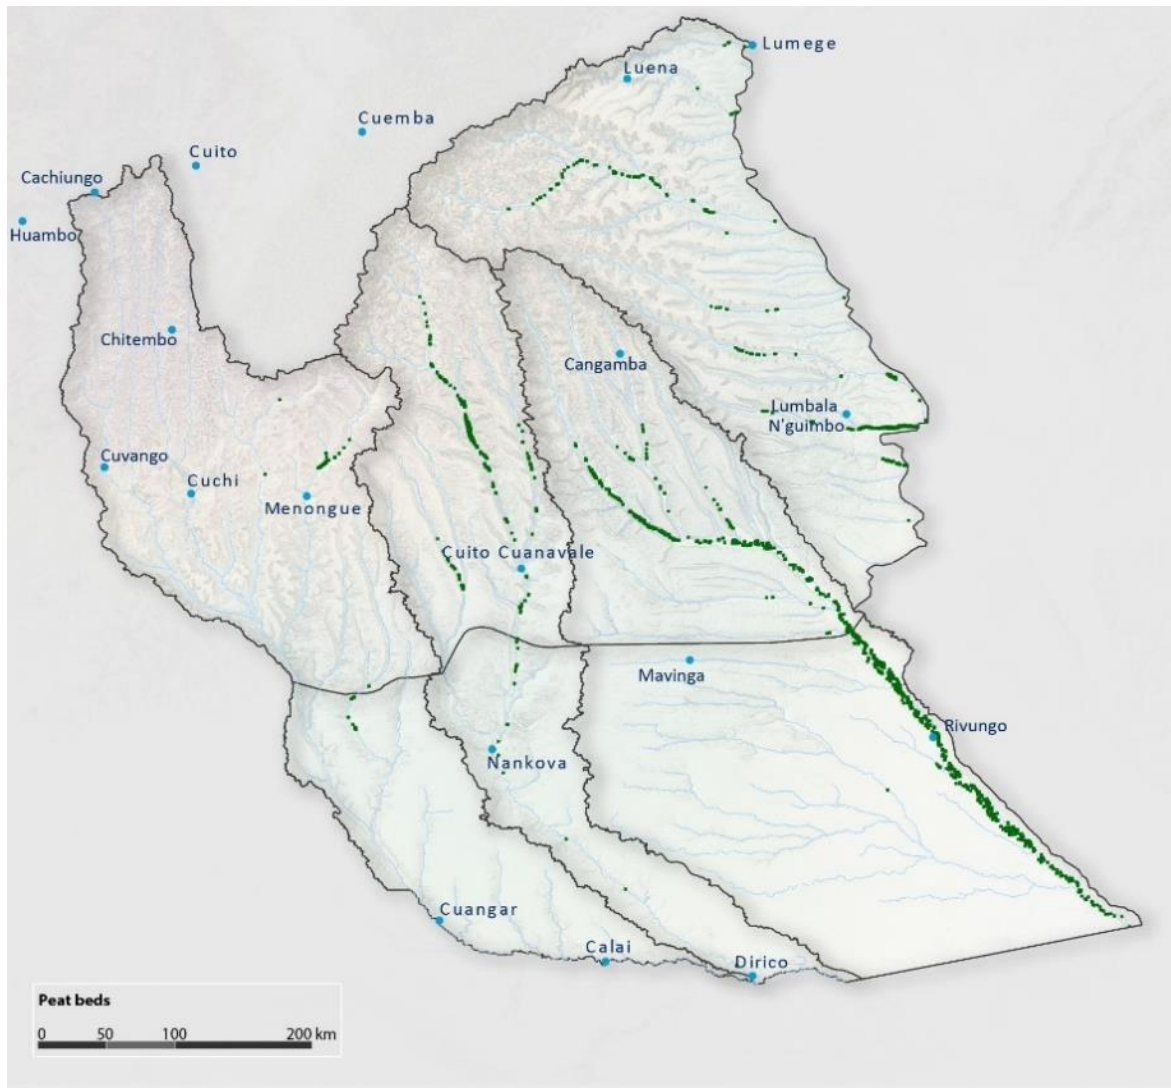 Lumege
Luena
Cuemba
Cuito
Cachiungo
Huambo
Chitembo
Cangamba
Lumbala
N'guimbo
Cuvango
Cuchi
Menongue
Cuito Cuanavale
Mavinga
Rivungo
Nankova
Cuangar
Calai
Dirico
Peat beds
0 50 100 200 km